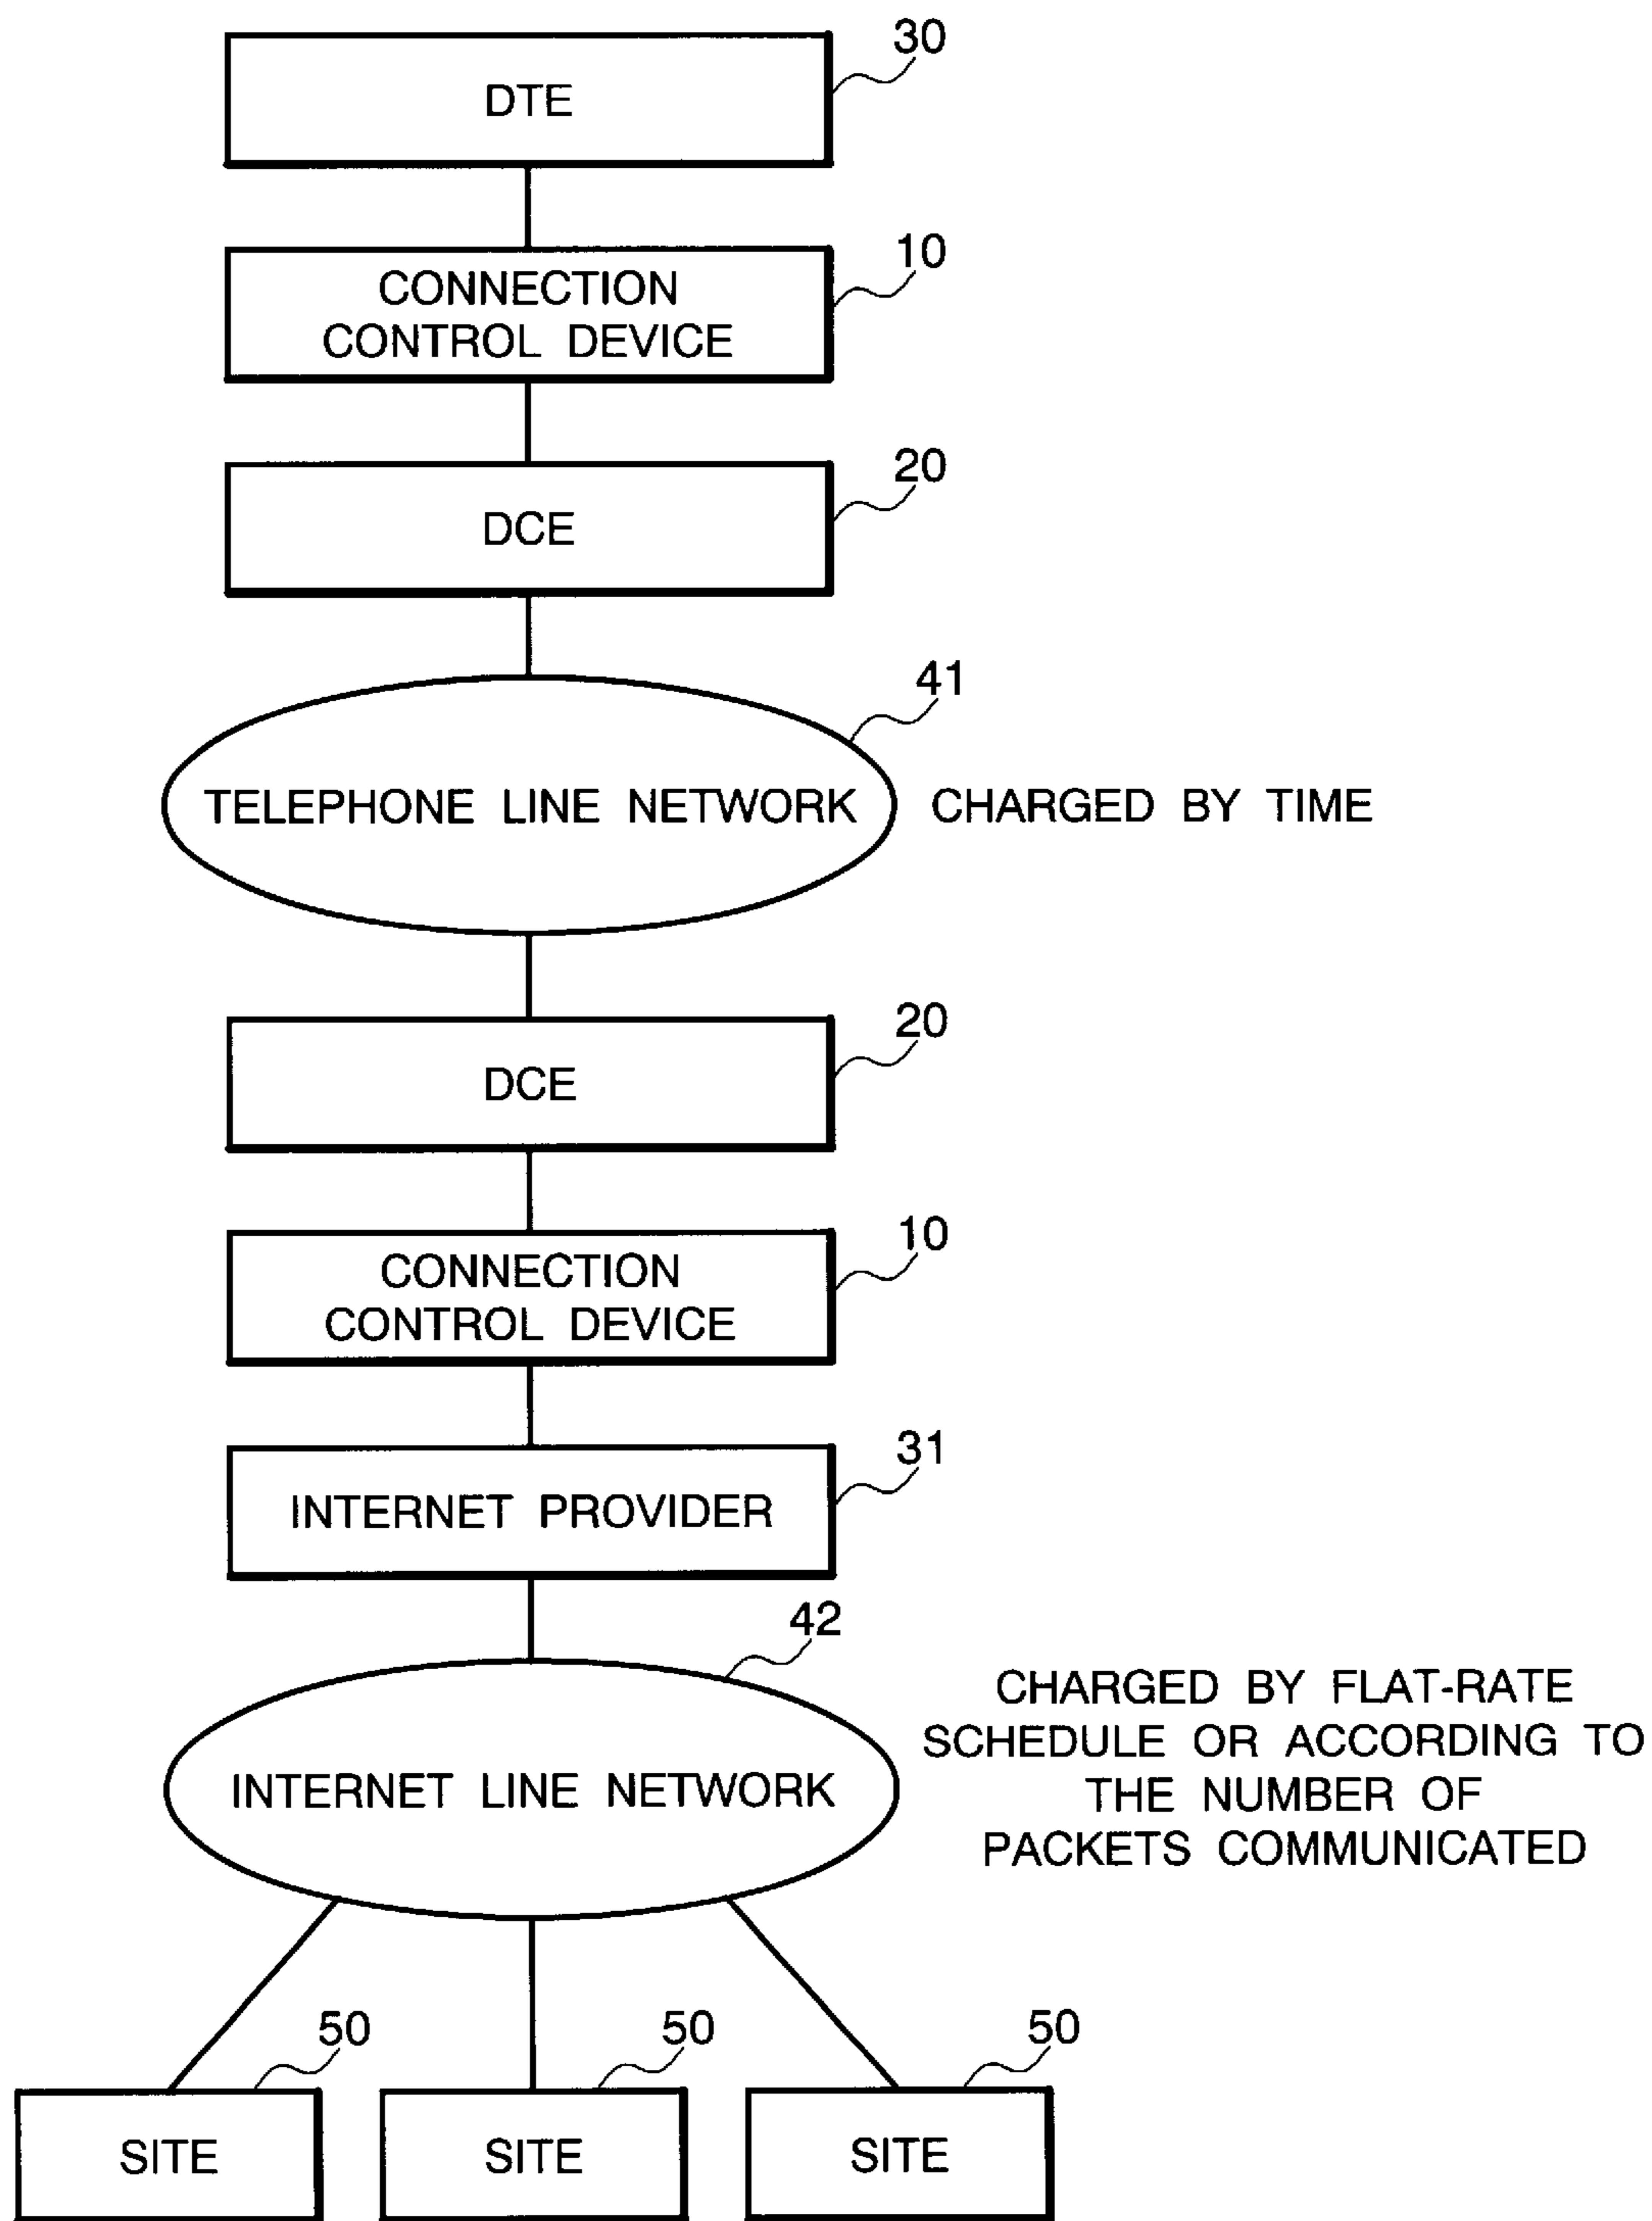 30
DTE
10
CONNECTION
CONTROL DEVICE
20
DCE
41
TELEPHONE LINE NETWORK
CHARGED BY TIME
20
DCE
10
CONNECTION
CONTROL DEVICE
31
INTERNET PROVIDER
42
INTERNET LINE NETWORK
CHARGED BY FLAT-RATE
SCHEDULE OR ACCORDING TO
THE NUMBER OF
PACKETS COMMUNICATED
50
50
50
SITE
SITE
SITE